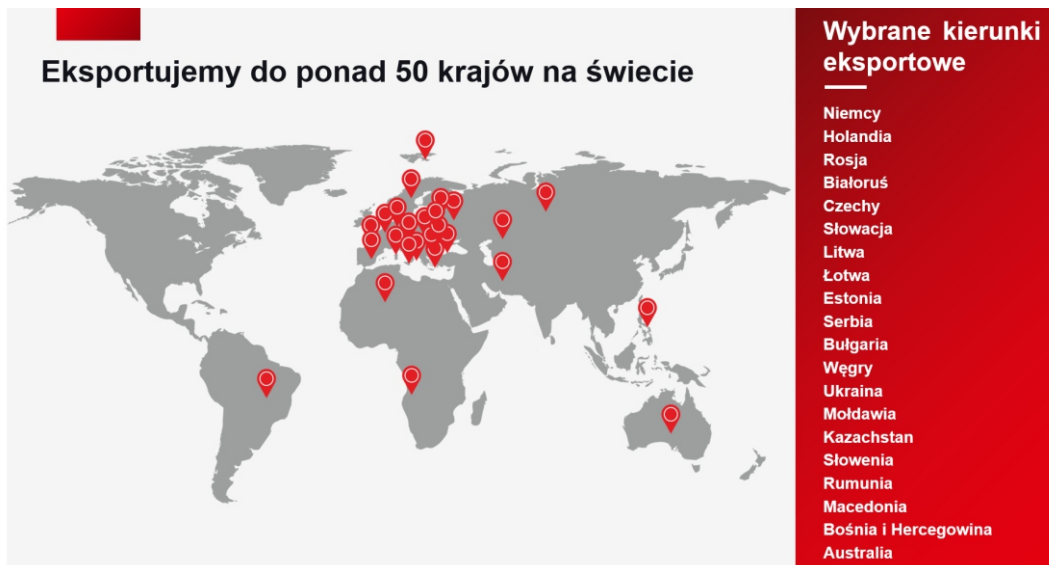 Eksportujemy do ponad 50 krajów na świecie
Wybrane kierunki
eksportowe
Niemcy
Holandia
Rosja
Białoruś
Czechy
Słowacja
Litwa
Łotwa
Estonia
Serbia
Bułgaria
Węgry
Ukraina
Mołdawia
Kazachstan
Słowenia
Rumunia
Macedonia
Bośnia i Hercegowina
Australia